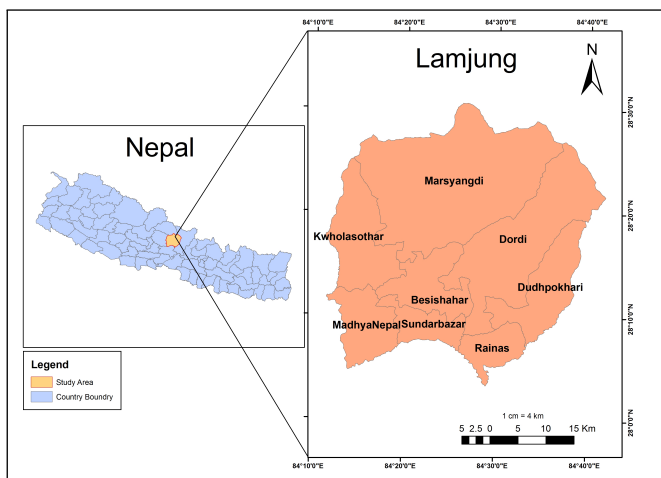 84°10'0"E 84°20'0"E 84°30'0"E 84°40'0"E
Lamjung
N
28°30'0"N
Nepal
Marsyangdi
28°20'0"N
Kwholasothar
Dordi
Dudhpokhari
Besishahar
28°10'0"N
MadhyaNepal
Sundarbazar
Rainas
Legend
Study Area
Country Boundry
1 cm = 4 km
5 2.5 0 5 10 15 Km
28°0'0"N
84°10'0"E 84°20'0"E 84°30'0"E 84°40'0"E